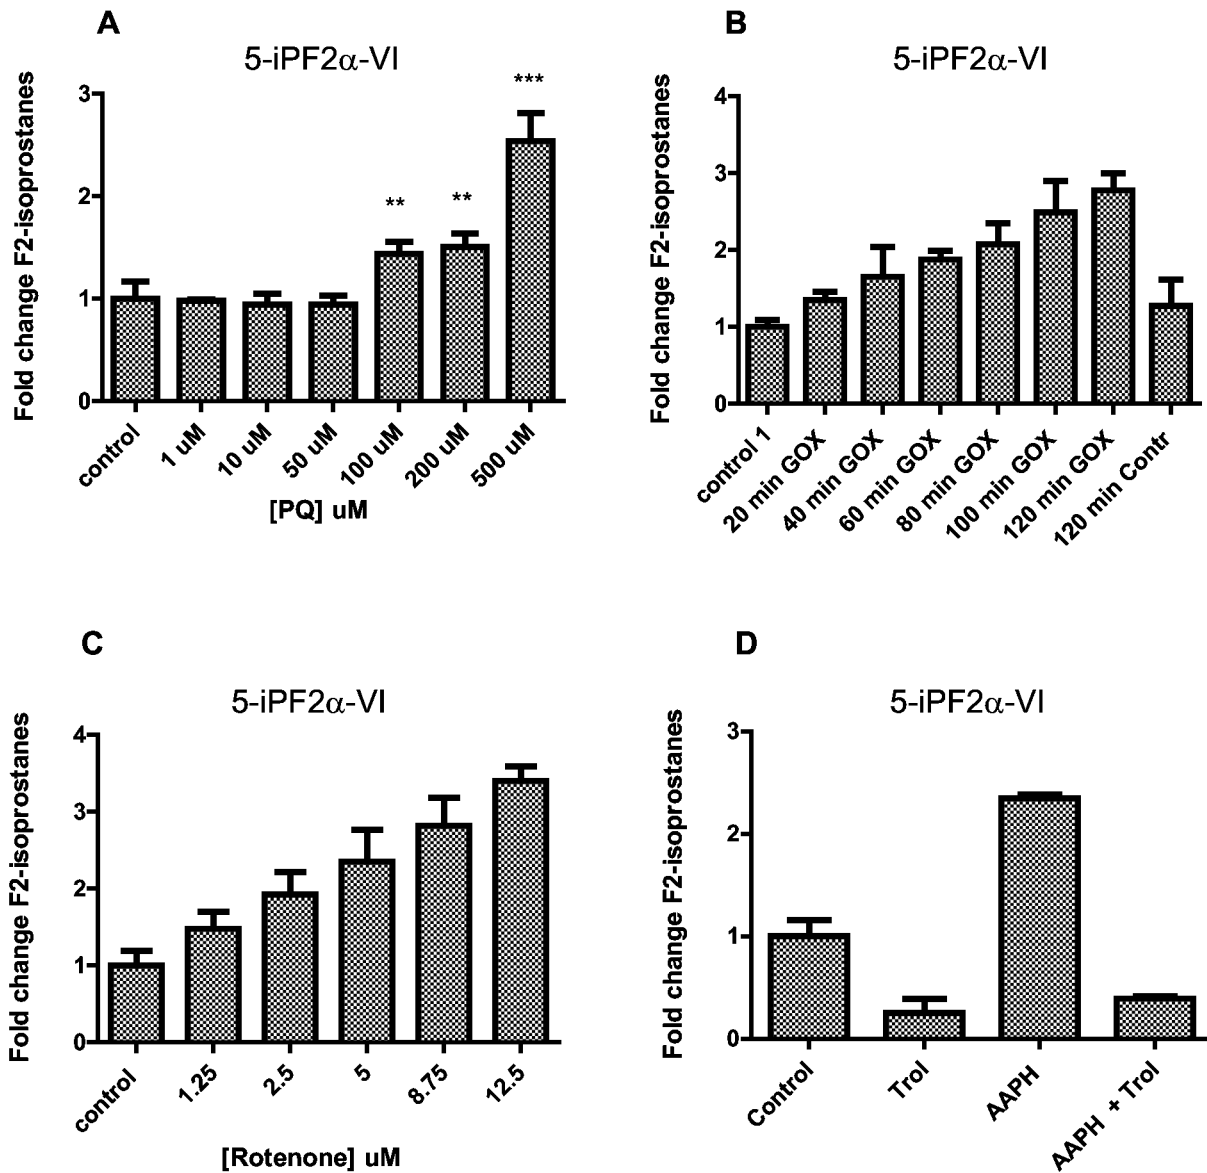 A
5-iPF2α-VI
Fold change F2-isoprostanes
3
2
1
0
***
**
**
control
1 uM
10 uM
50 uM
100 uM
200 uM
500 uM
[PQ] uM
B
5-iPF2α-VI
Fold change F2-isoprostanes
4
3
2
1
0
control 1
20 min GOX
40 min GOX
60 min GOX
80 min GOX
100 min GOX
120 min GOX
120 min Contr
C
5-iPF2α-VI
Fold change F2-isoprostanes
4
3
2
1
0
control
1.25
2.5
5
8.75
12.5
[Rotenone] uM
D
5-iPF2α-VI
Fold change F2-isoprostanes
3
2
1
0
Control
Trol
AAPH
AAPH + Trol